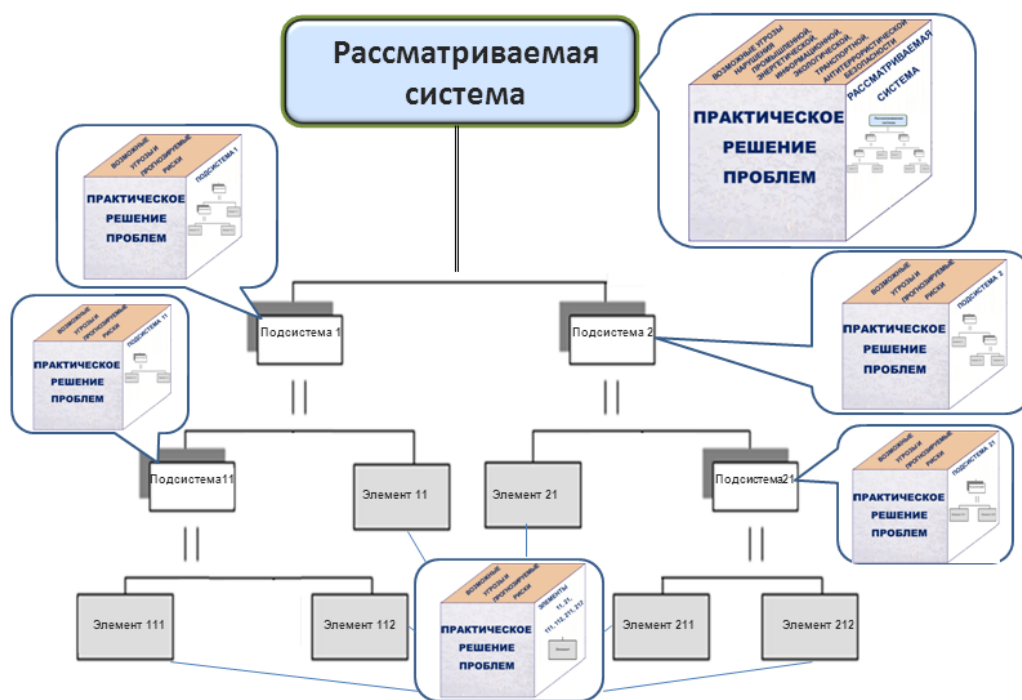 Рассматриваемая
система
ВОЗМОЖНЫЕ УГРОЗЫ
НАРУШЕНИЯ
ПРОМЫШЛЕННОЙ,
ЭНЕРГЕТИЧЕСКОЙ,
ИНФОРМАЦИОННОЙ,
ЭКОЛОГИЧЕСКОЙ,
ТРАНСПОРТНОЙ,
АНТИТЕРРОРИСТИЧЕСКОЙ
БЕЗОПАСНОСТИ
РАССМАТРИВАЕМАЯ
СИСТЕМА
Рассматриваемая
система
ПРАКТИЧЕСКОЕ
РЕШЕНИЕ
ПРОБЛЕМ
ВОЗМОЖНЫЕ
УГРОЗЫ И
ПРОГНОЗИРУЕМЫЕ
РИСКИ
ПОДСИСТЕМА 1
ПРАКТИЧЕСКОЕ
РЕШЕНИЕ
ПРОБЛЕМ
ВОЗМОЖНЫЕ
УГРОЗЫ И
ПРОГНОЗИРУЕМЫЕ
РИСКИ
ПОДСИСТЕМА 2
ПРАКТИЧЕСКОЕ
РЕШЕНИЕ
ПРОБЛЕМ
ВОЗМОЖНЫЕ
УГРОЗЫ И
ПРОГНОЗИРУЕМЫЕ
РИСКИ
ПОДСИСТЕМА 11
ПРАКТИЧЕСКОЕ
РЕШЕНИЕ
ПРОБЛЕМ
Подсистема 1
Подсистема 2
ВОЗМОЖНЫЕ
УГРОЗЫ И
ПРОГНОЗИРУЕМЫЕ
РИСКИ
ПОДСИСТЕМА 21
ПРАКТИЧЕСКОЕ
РЕШЕНИЕ
ПРОБЛЕМ
Подсистема11
Элемент 11
Элемент 21
Подсистема21
ВОЗМОЖНЫЕ
УГРОЗЫ И
ПРОГНОЗИРУЕМЫЕ
РИСКИ
ЭЛЕМЕНТЫ
11, 21,
111, 112, 211, 212
ПРАКТИЧЕСКОЕ
РЕШЕНИЕ
ПРОБЛЕМ
Элемент 111
Элемент 112
Элемент 211
Элемент 212